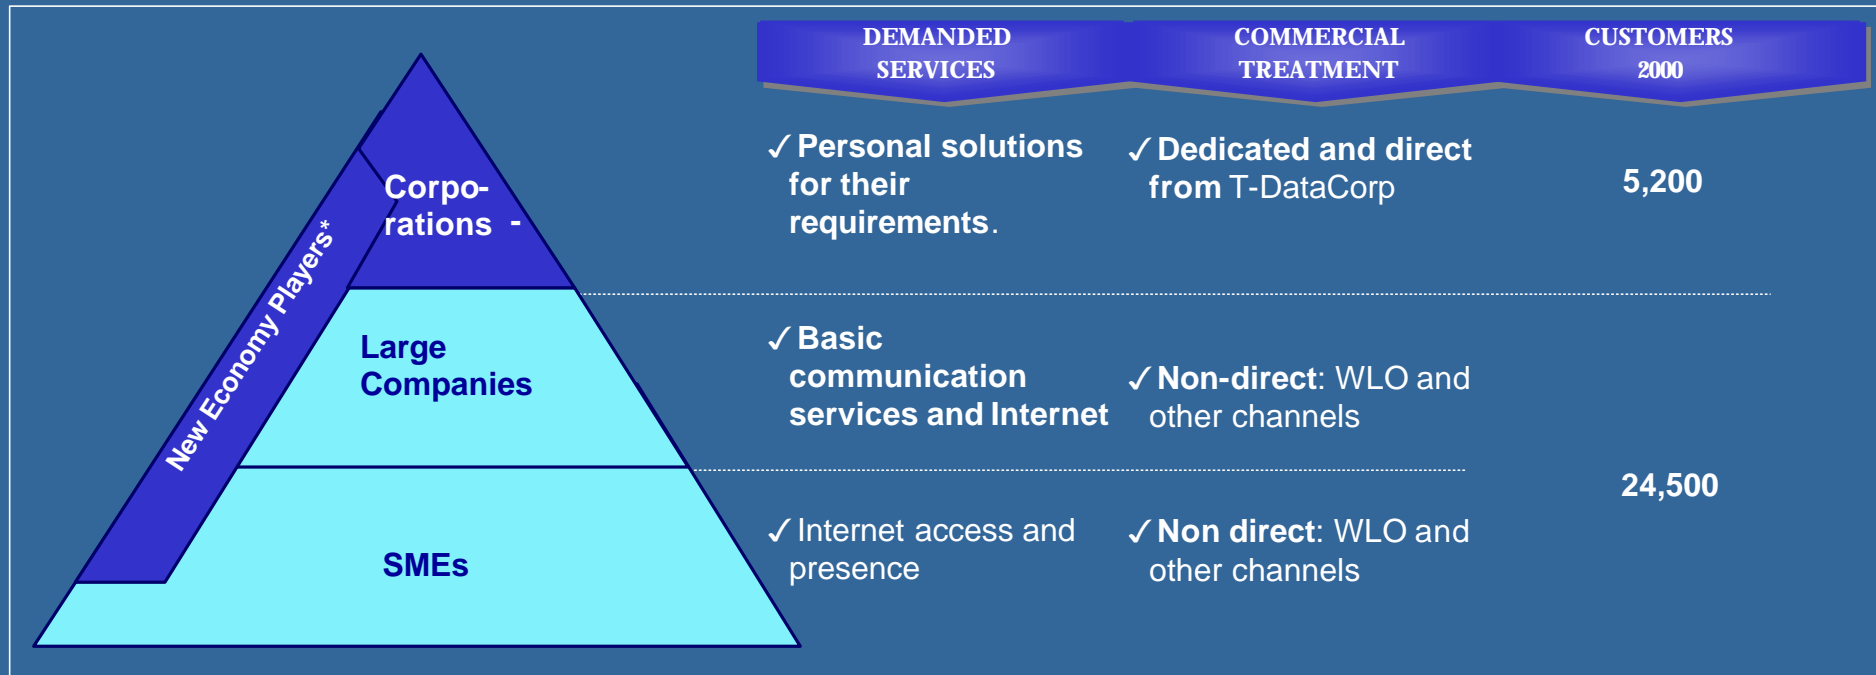 DEMANDED
SERVICES
COMMERCIAL
TREATMENT
CUSTOMERS
2000
Corpo-
rations -
New Economy Players*
✓Personal solutions
for their
requirements.
✓Dedicated and direct
from T-DataCorp
5,200
Large
Companies
✓Basic
communication
services and Internet
✓Non-direct: WLO and
other channels
24,500
SMEs
✓Internet access and
presence
✓Non direct: WLO and
other channels